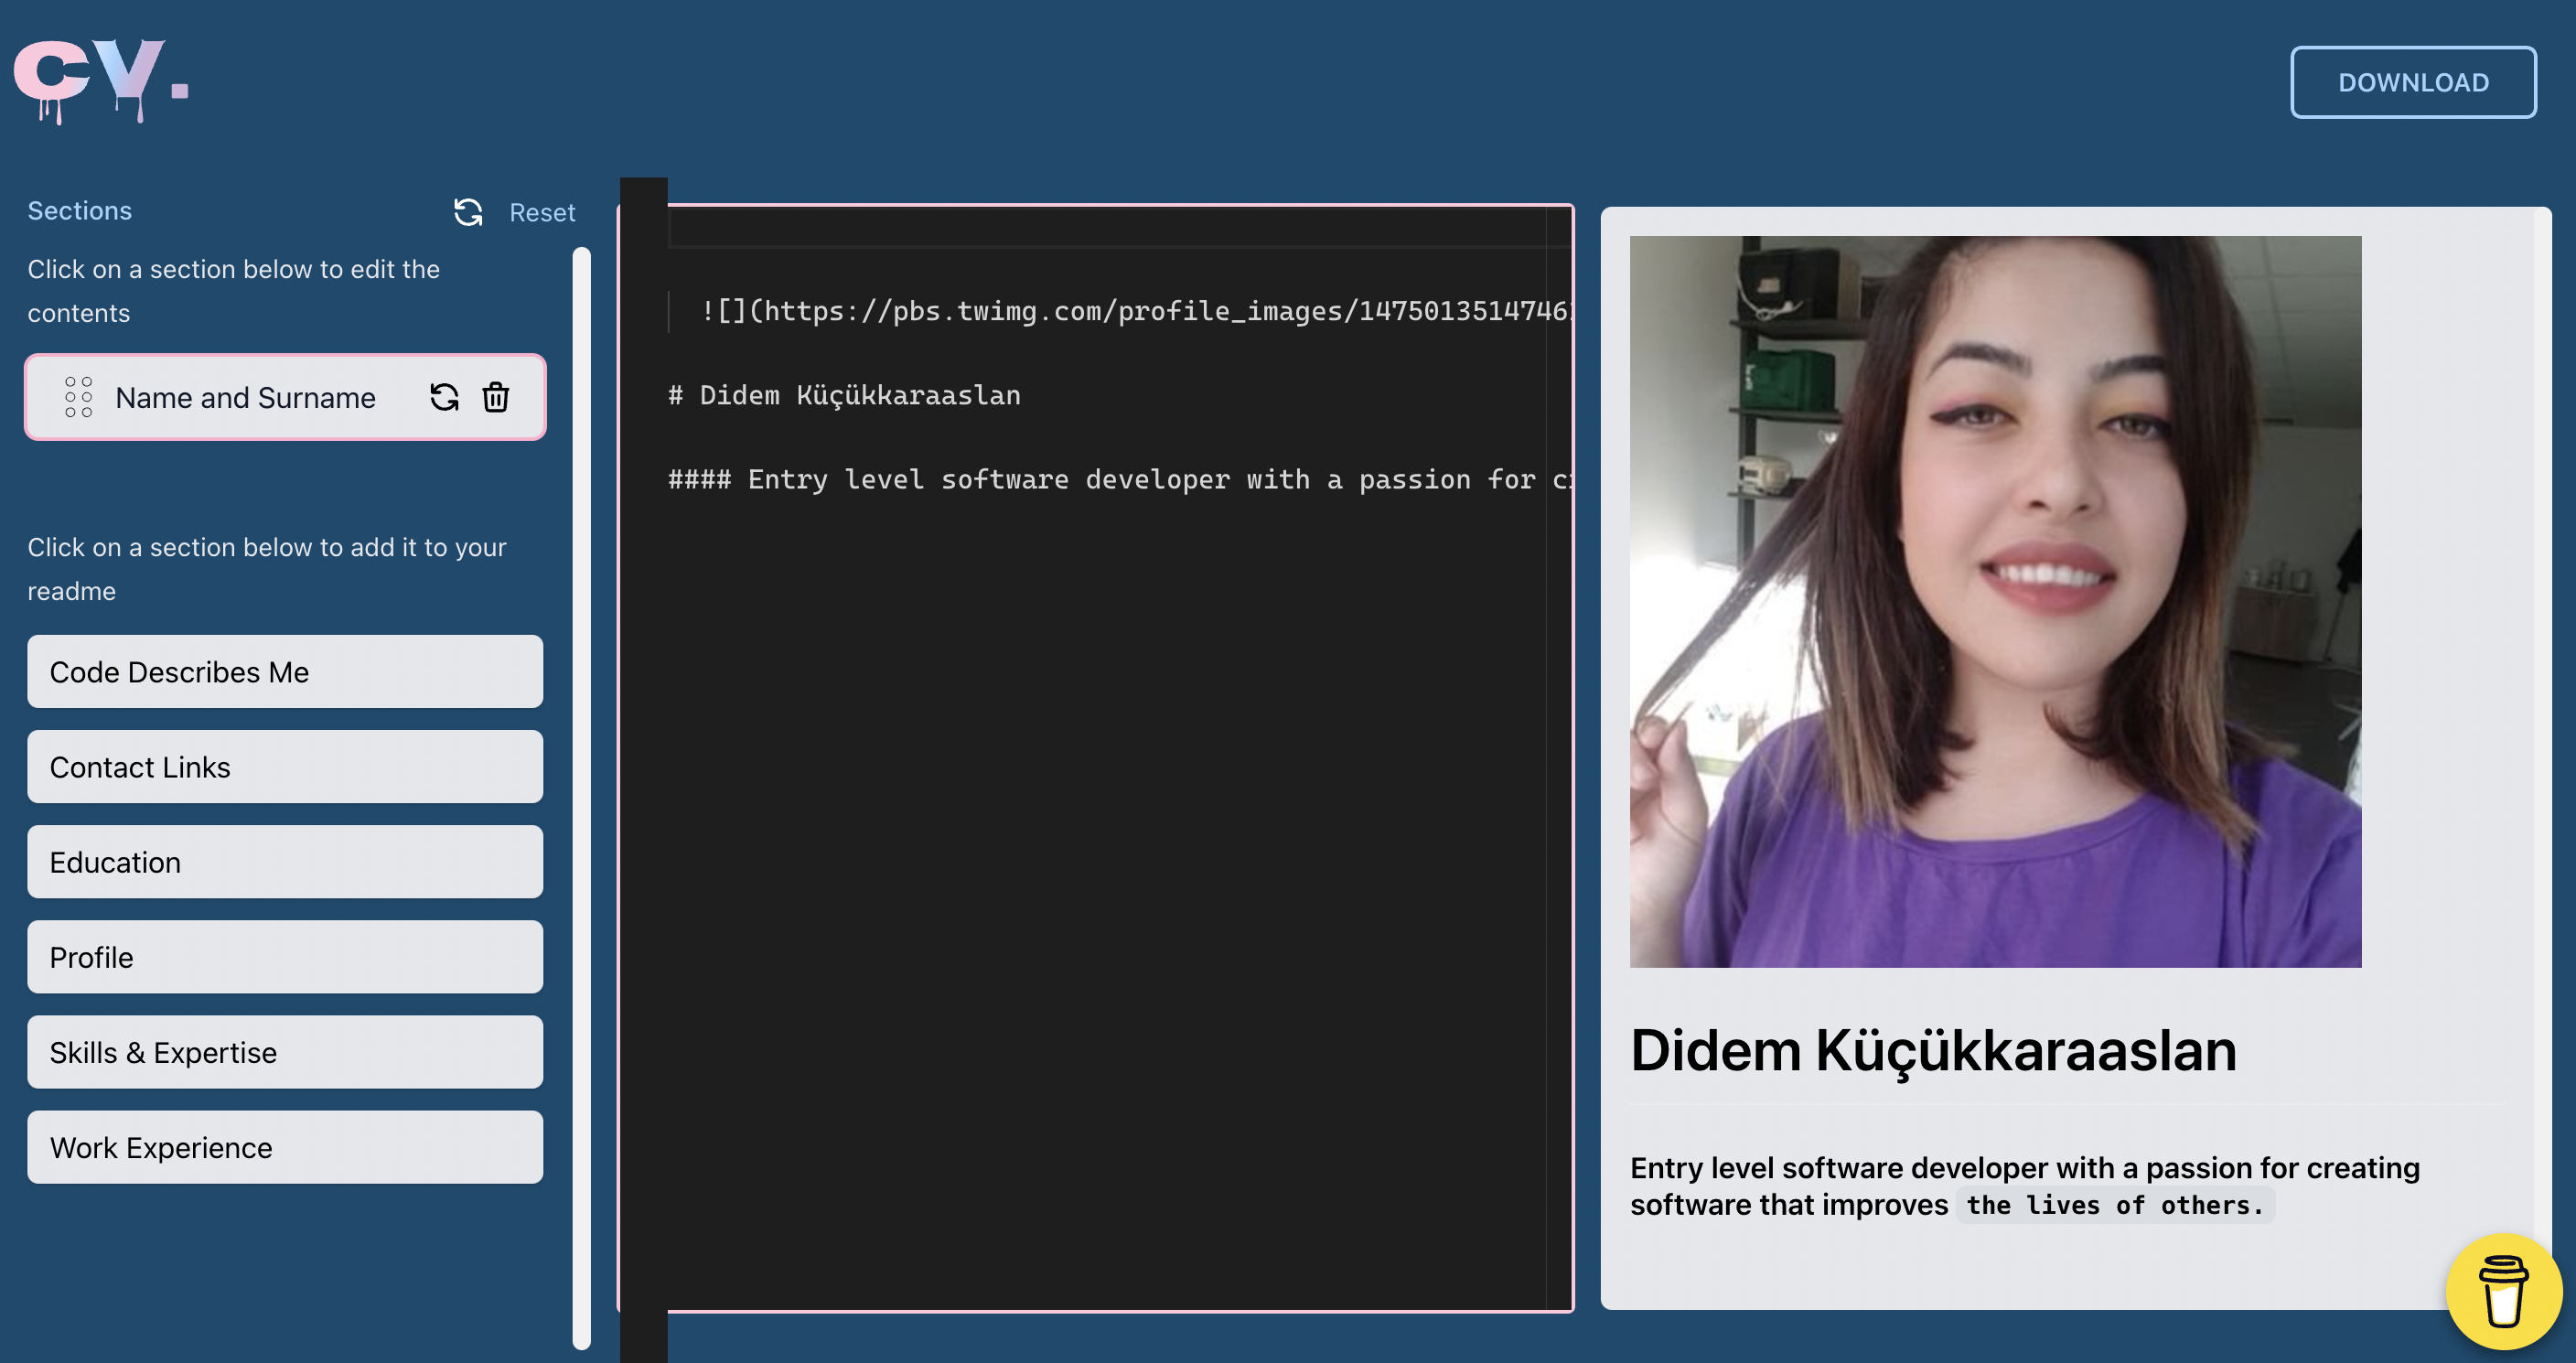 CV.
DOWNLOAD
Sections
Reset
Click on a section below to edit the
contents
Name and Surname
Click on a section below to add it to your
readme
Code Describes Me
Contact Links
Education
Profile
Skills & Expertise
Work Experience
![](https://pbs.twimg.com/profile_images/1475013514746
# Didem Küçükkaraaslan
#### Entry level software developer with a passion for
Didem Küçükkaraaslan
Entry level software developer with a passion for creating
software that improves the lives of others.